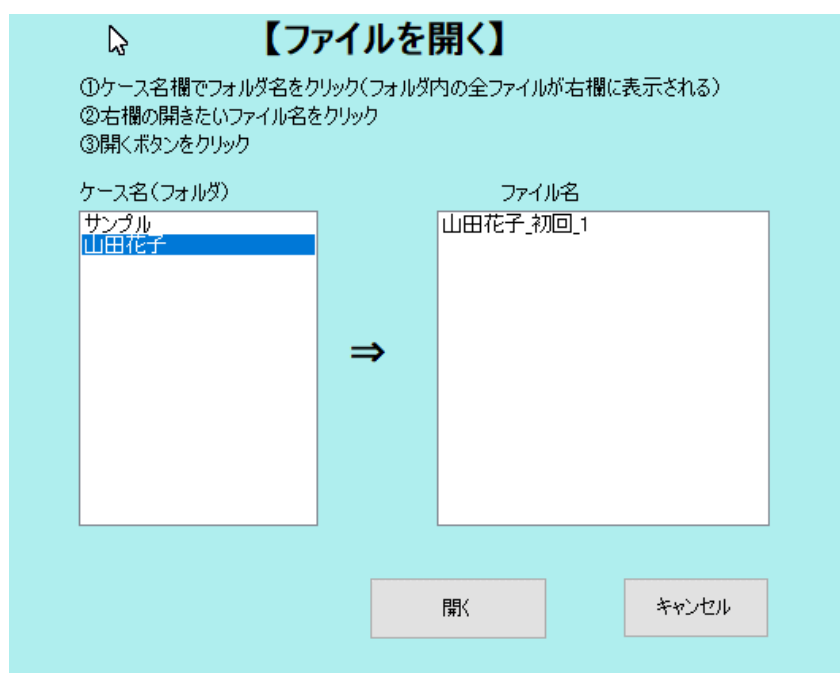 【ファイルを開く】
①ケース名欄でフォルダ名をクリック(フォルダ内の全ファイルが右欄に表示される)
②右欄の開きたいファイル名をクリック
③開くボタンをクリック
ケース名(フォルダ)
サンプル
山田花子
⇒
ファイル名
山田花子_初回_1
開く
キャンセル